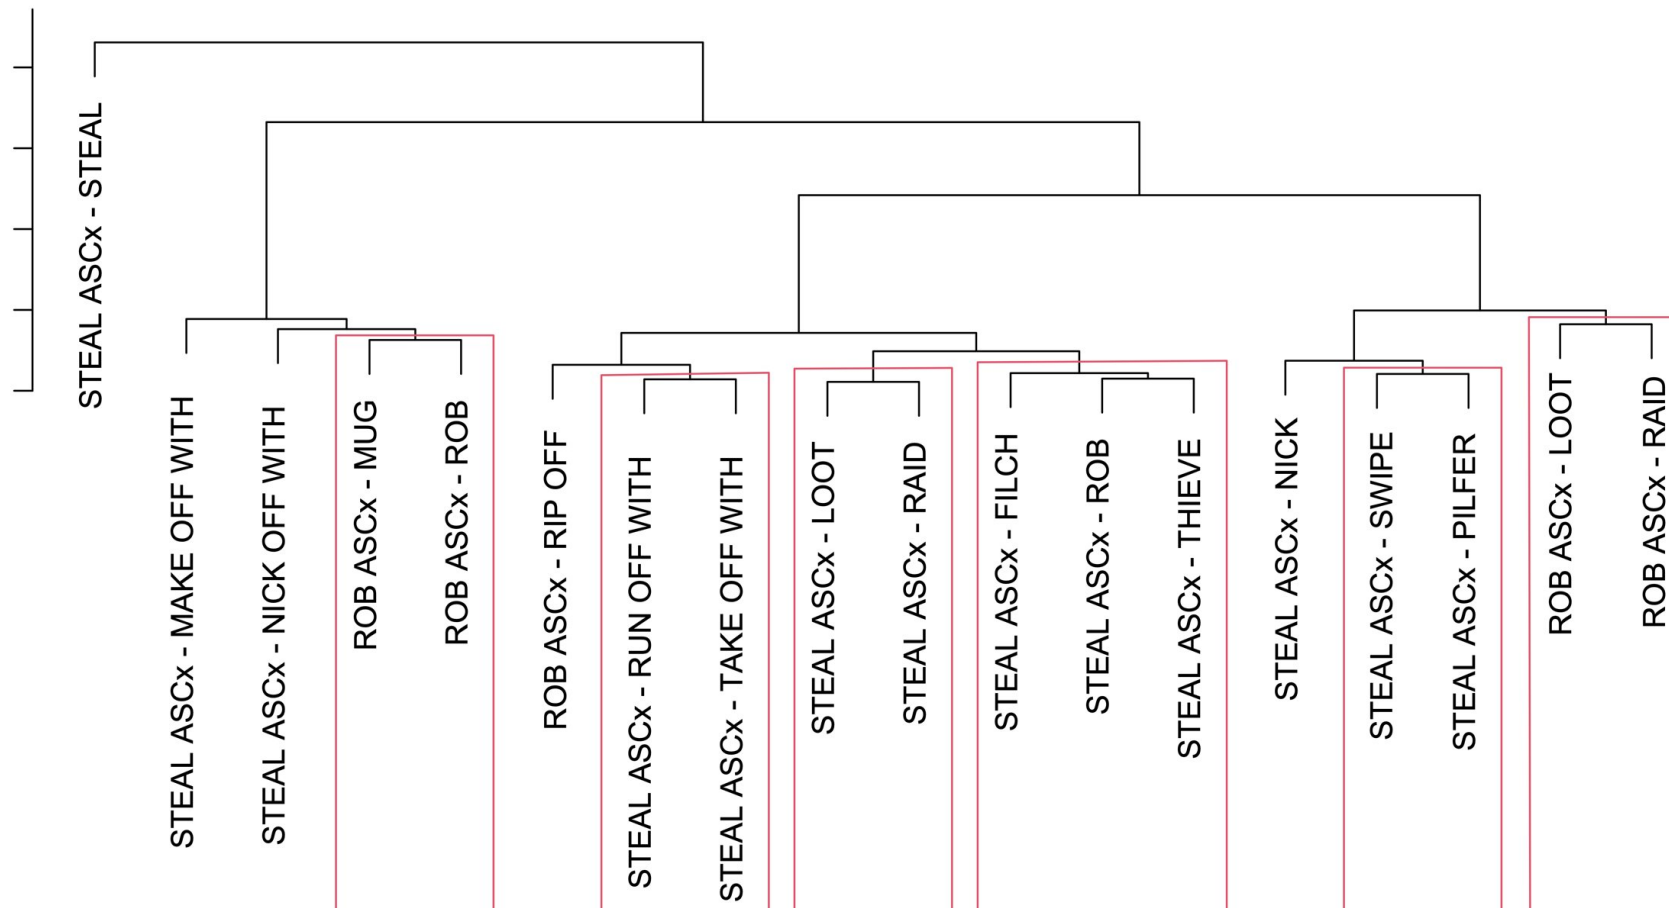 STEAL ASCx - STEAL
STEAL ASCx - MAKE OFF WITH
STEAL ASCx - NICK OFF WITH
ROB ASCx - MUG
ROB ASCx - ROB
ROB ASCx - RIP OFF
STEAL ASCx - RUN OFF WITH
STEAL ASCx - TAKE OFF WITH
STEAL ASCx - LOOT
STEAL ASCx - RAID
STEAL ASCx - FILCH
STEAL ASCx - ROB
STEAL ASCx - THIEVE
STEAL ASCx - NICK
STEAL ASCx - SWIPE
STEAL ASCx - PILFER
ROB ASCx - LOOT
ROB ASCx - RAID